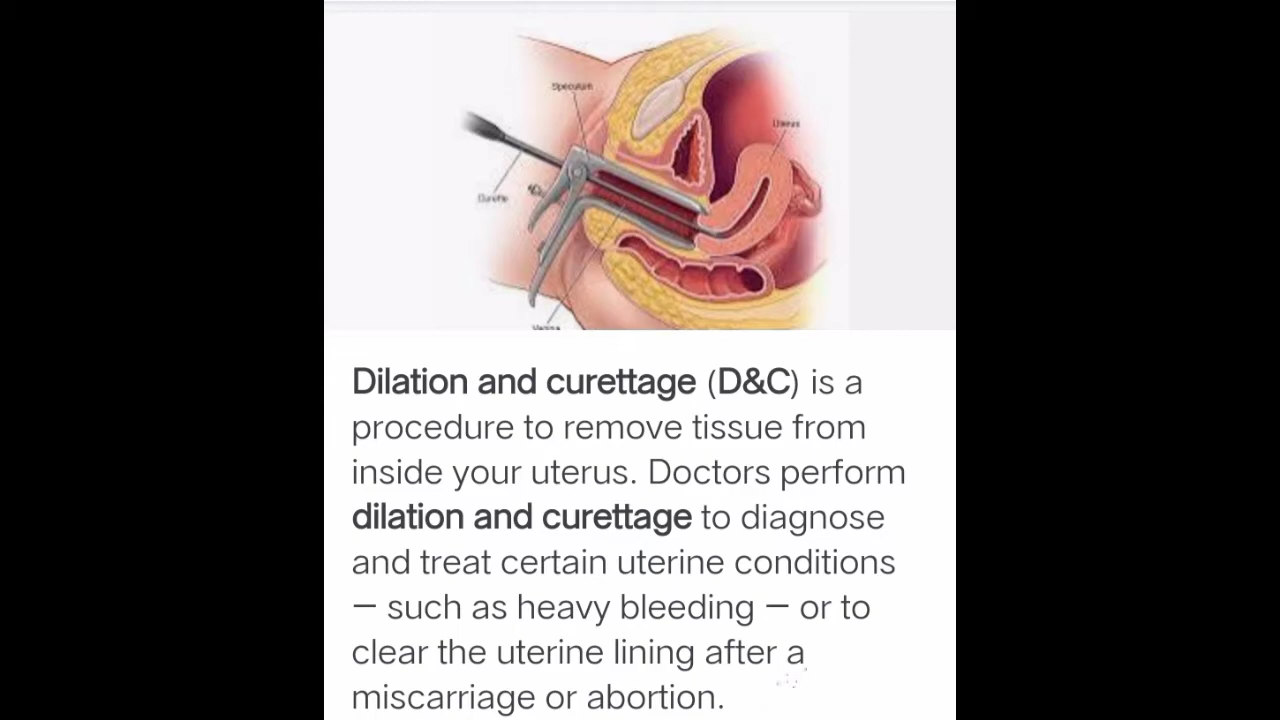 Speculum
Uterus
Curette
Vagina
Dilation and curettage (D&C) is a
procedure to remove tissue from
inside your uterus. Doctors perform
dilation and curettage to diagnose
and treat certain uterine conditions
— such as heavy bleeding — or to
clear the uterine lining after a
miscarriage or abortion.